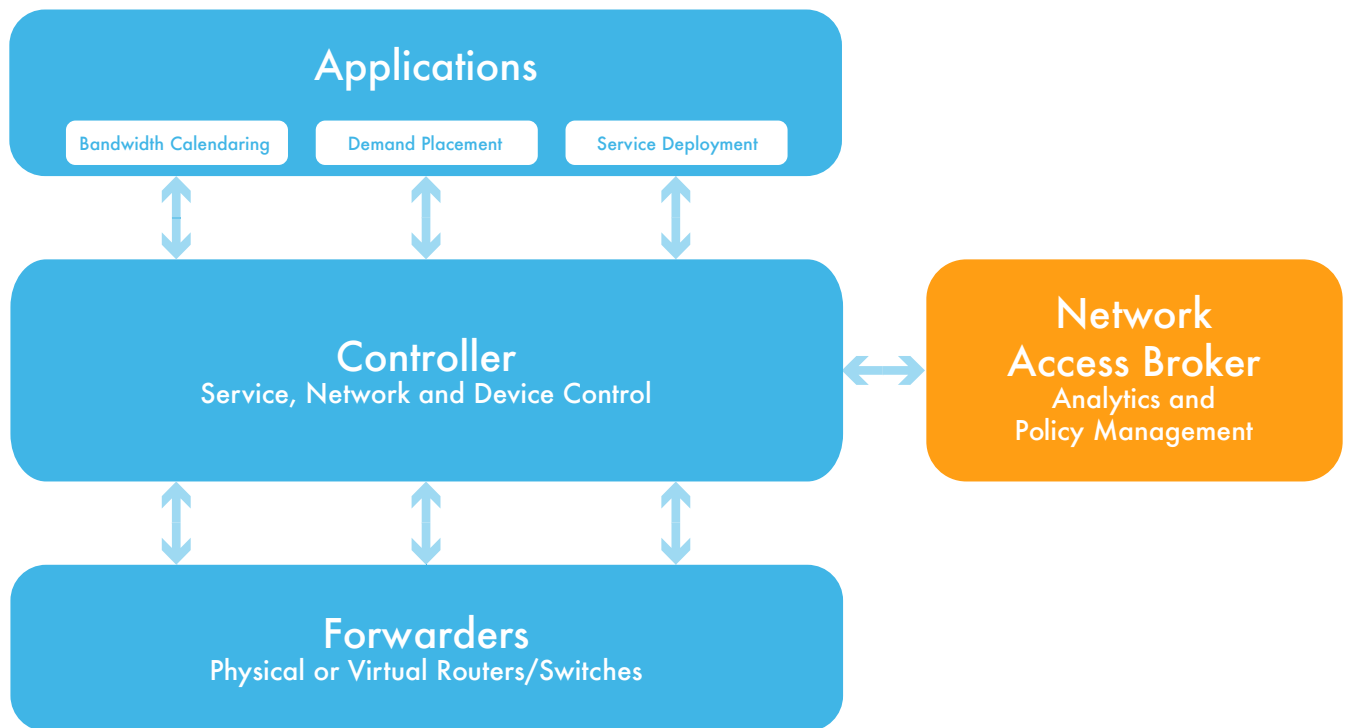 Applications
Bandwidth Calendaring
Demand Placement
Service Deployment
Controller
Service, Network and Device Control
Network
Access Broker
Analytics and
Policy Management
Forwarders
Physical or Virtual Routers/Switches